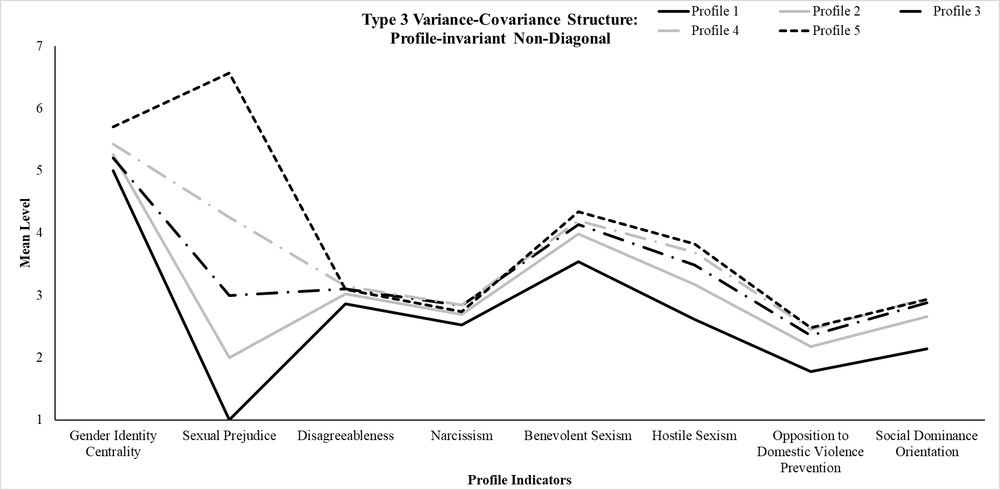 Type 3 Variance-Covariance Structure:
Profile-invariant Non-Diagonal
Profile 1
Profile 2
Profile 3
Profile 4
Profile 5
7
6
5
4
3
2
1
Mean Level
Gender Identity
Centrality
Sexual Prejudice
Disagreeableness
Narcissism
Benevolent Sexism
Hostile Sexism
Opposition to
Domestic Violence
Prevention
Social Dominance
Orientation
Profile Indicators